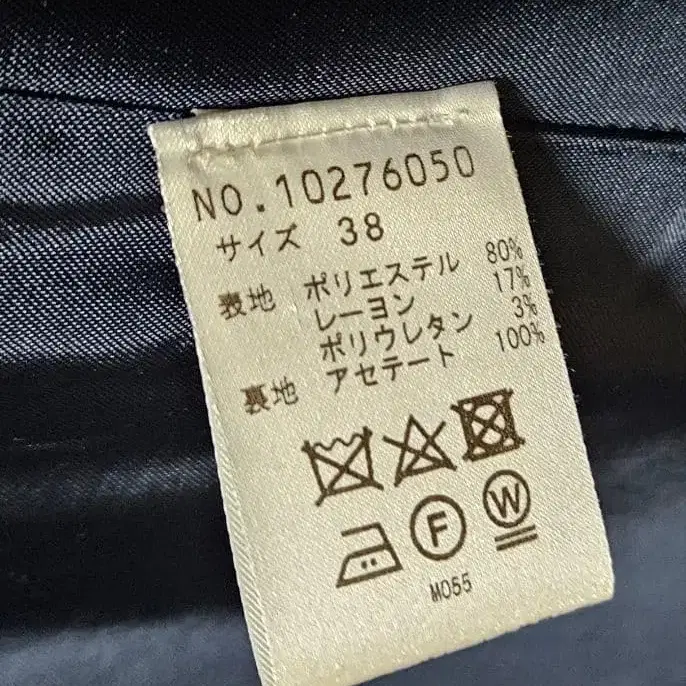 NO.10276050
サイズ 38
表地 ポリエステル 80%
レーヨン 17%
ポリウレタン 3%
裏地 アセテート 100%
F W
M055